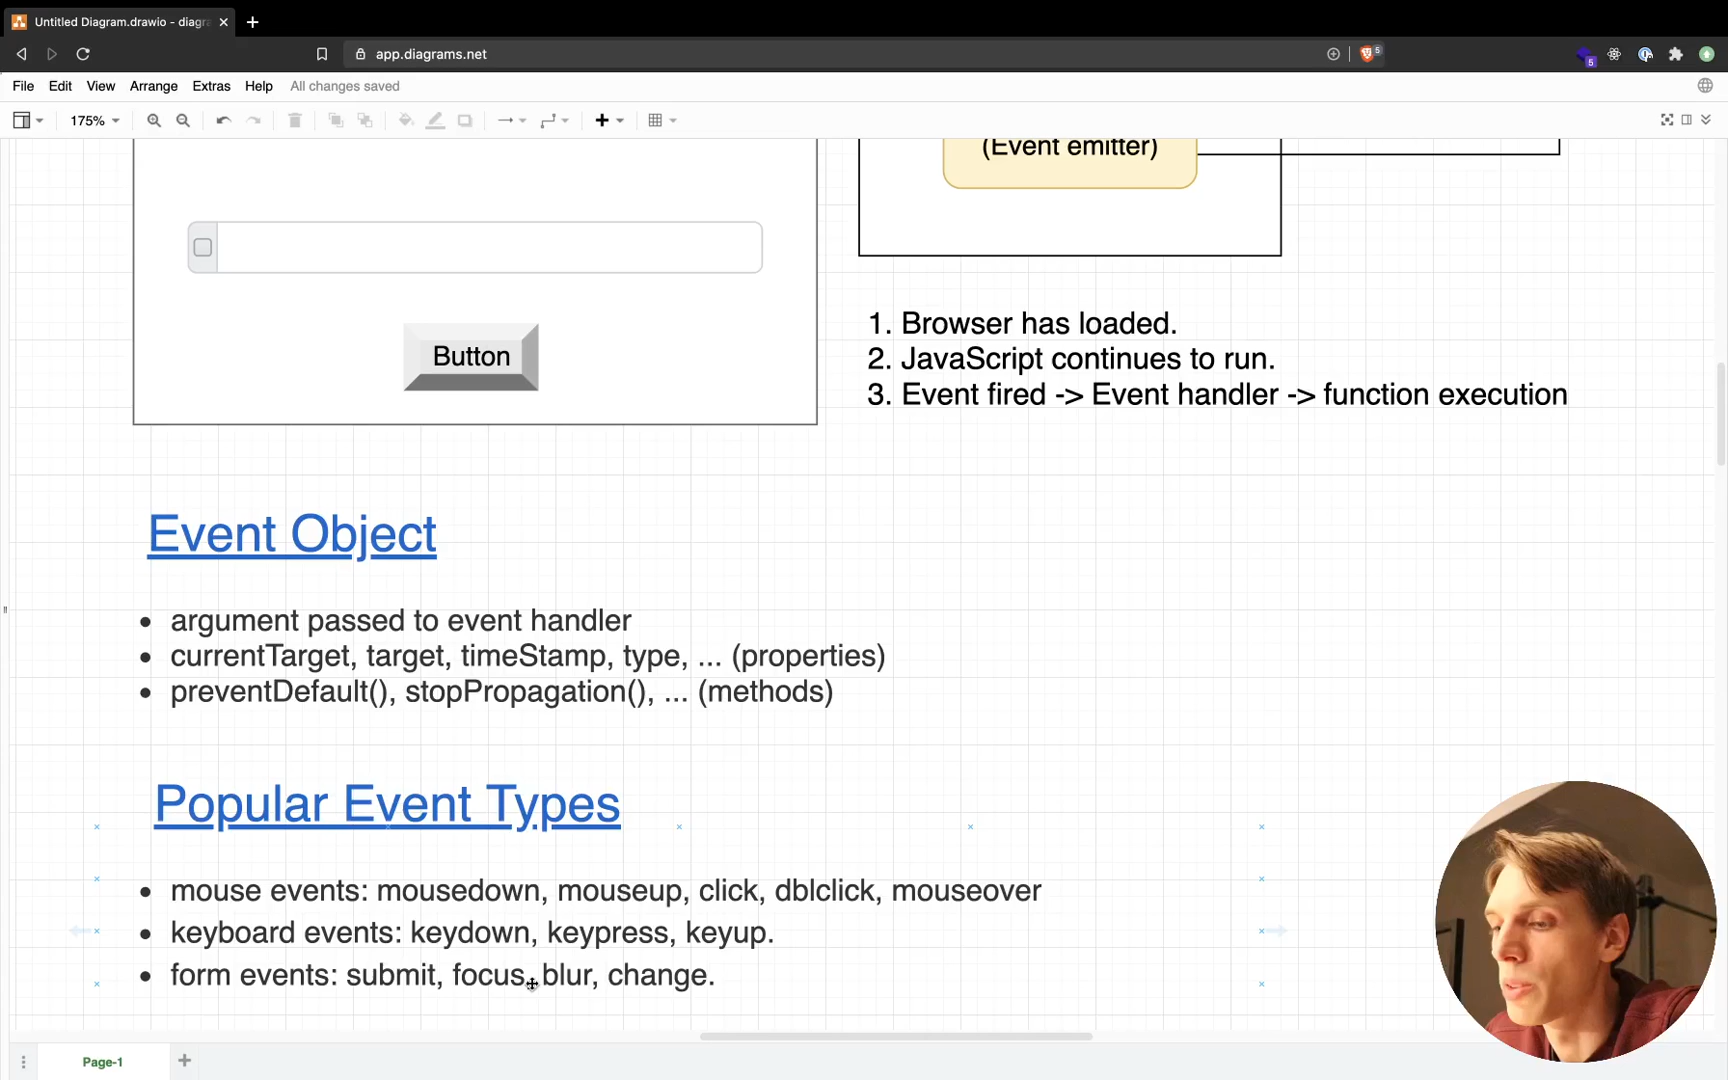 Untitled Diagram.drawio - diagr
app.diagrams.net
5
5
File Edit View Arrange Extras Help All changes saved
175%
(Event emitter)
Button
1. Browser has loaded.
2. JavaScript continues to run.
3. Event fired -> Event handler -> function execution
Event Object
• argument passed to event handler
• currentTarget, target, timeStamp, type, ... (properties)
• preventDefault(), stopPropagation(), ... (methods)
Popular Event Types
• mouse events: mousedown, mouseup, click, dblclick, mouseover
• keyboard events: keydown, keypress, keyup.
• form events: submit, focus, blur, change.
Page-1